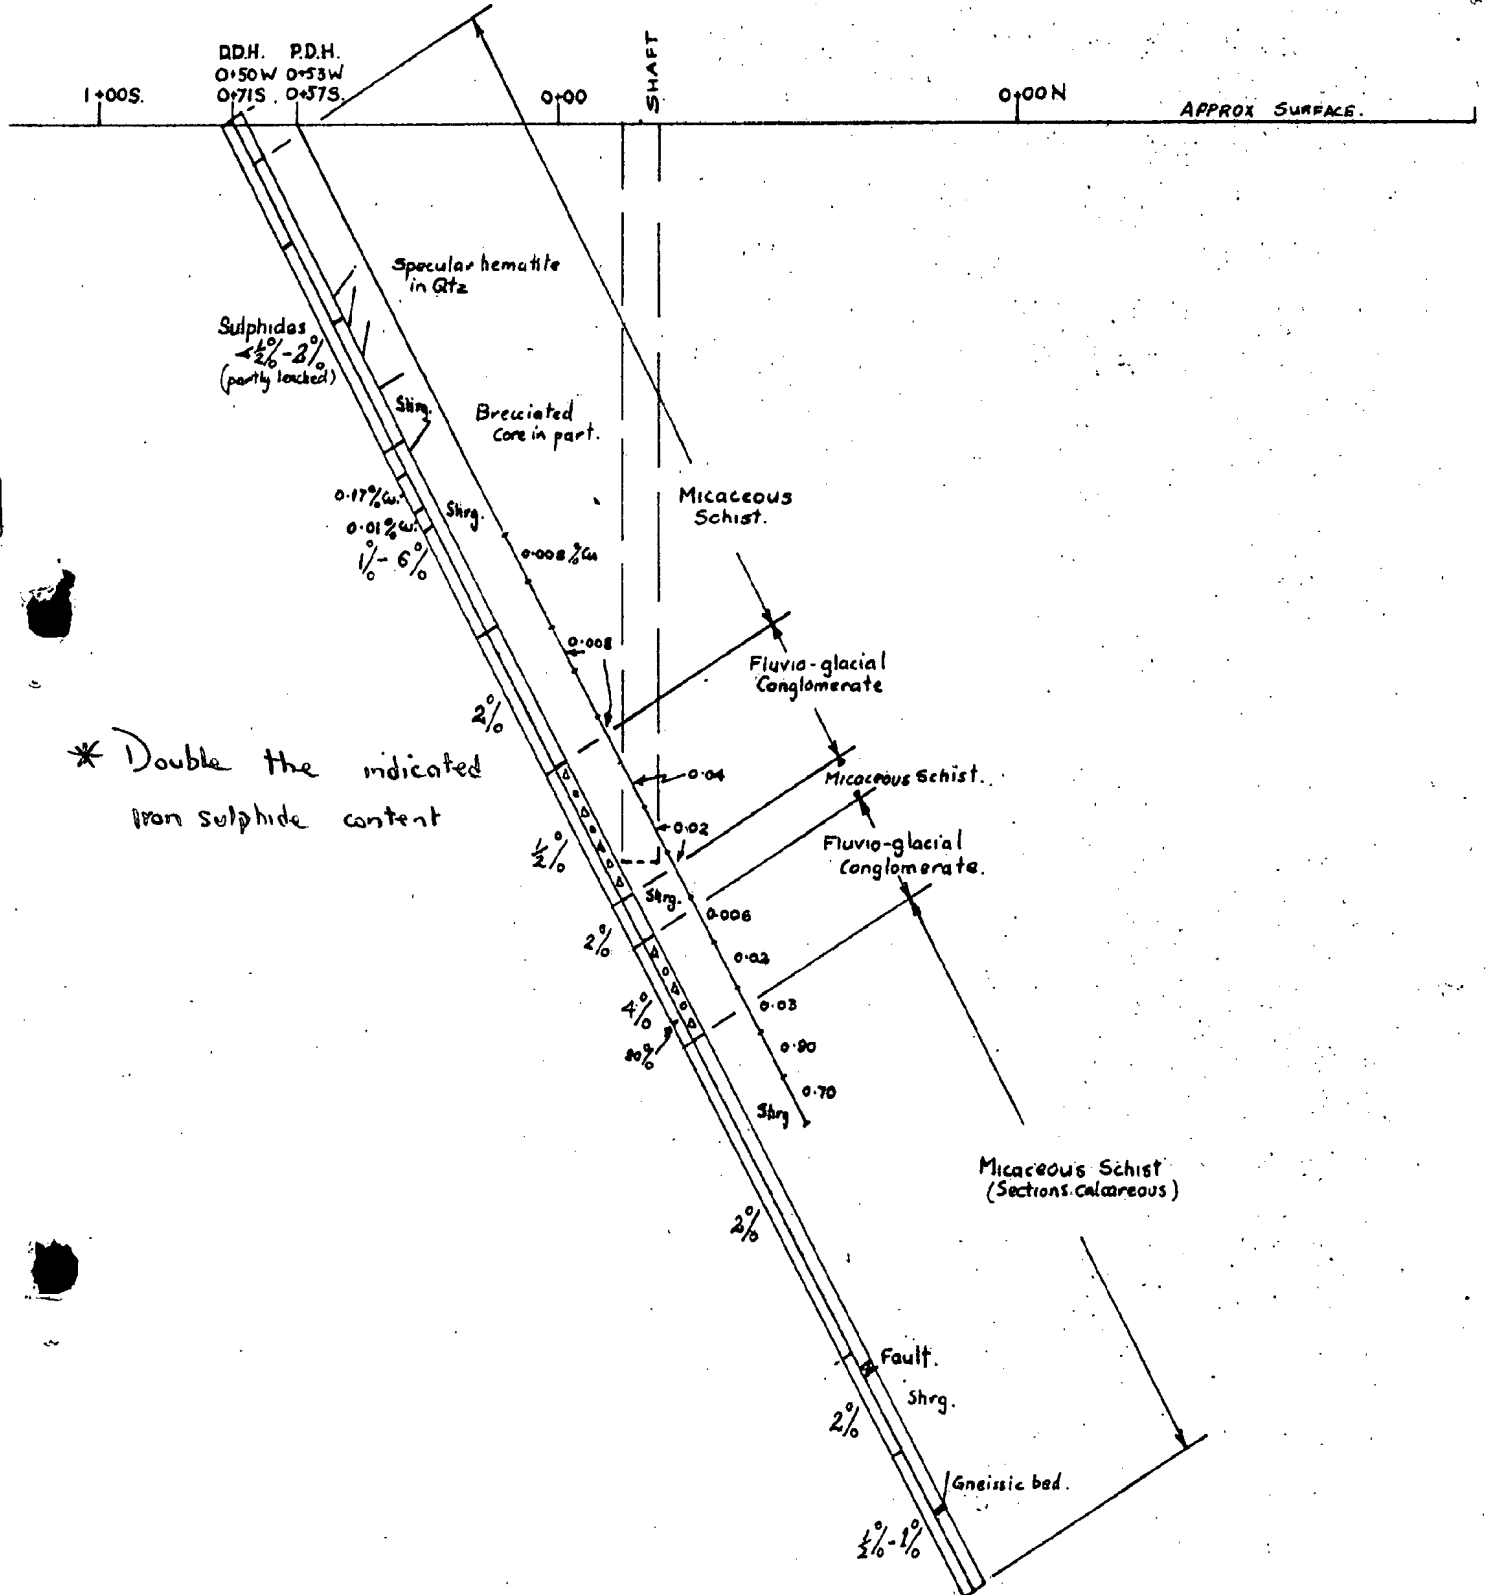 D.D.H. P.D.H.
0+50W 0+53W
1+00S. 0+71S. 0+57S. 0+00 SHAFT 0+00N
APPROX SURFACE.
Specular hematite
in Qtz
Sulphides
<½%-2%
(partly leached)
Shrg.
Brecciated
Core in part.
Micaceous
Schist.
0.17% Cu.
Shrg.
0.01% Cu.
1%-6%
0.008% Cu
0.008
Fluvio-glacial
Conglomerate
2%
* Double the indicated
iron sulphide content
0.04
Micaceous Schist.
0.02
½%
Fluvio-glacial
Conglomerate.
Shrg.
0.006
2%
0.02
4%
0.03
0.80
0.70
Shrg
Micaceous Schist
(Sections calcareous)
2%
Fault.
Shrg.
2%
Gneissic bed.
½%-1%